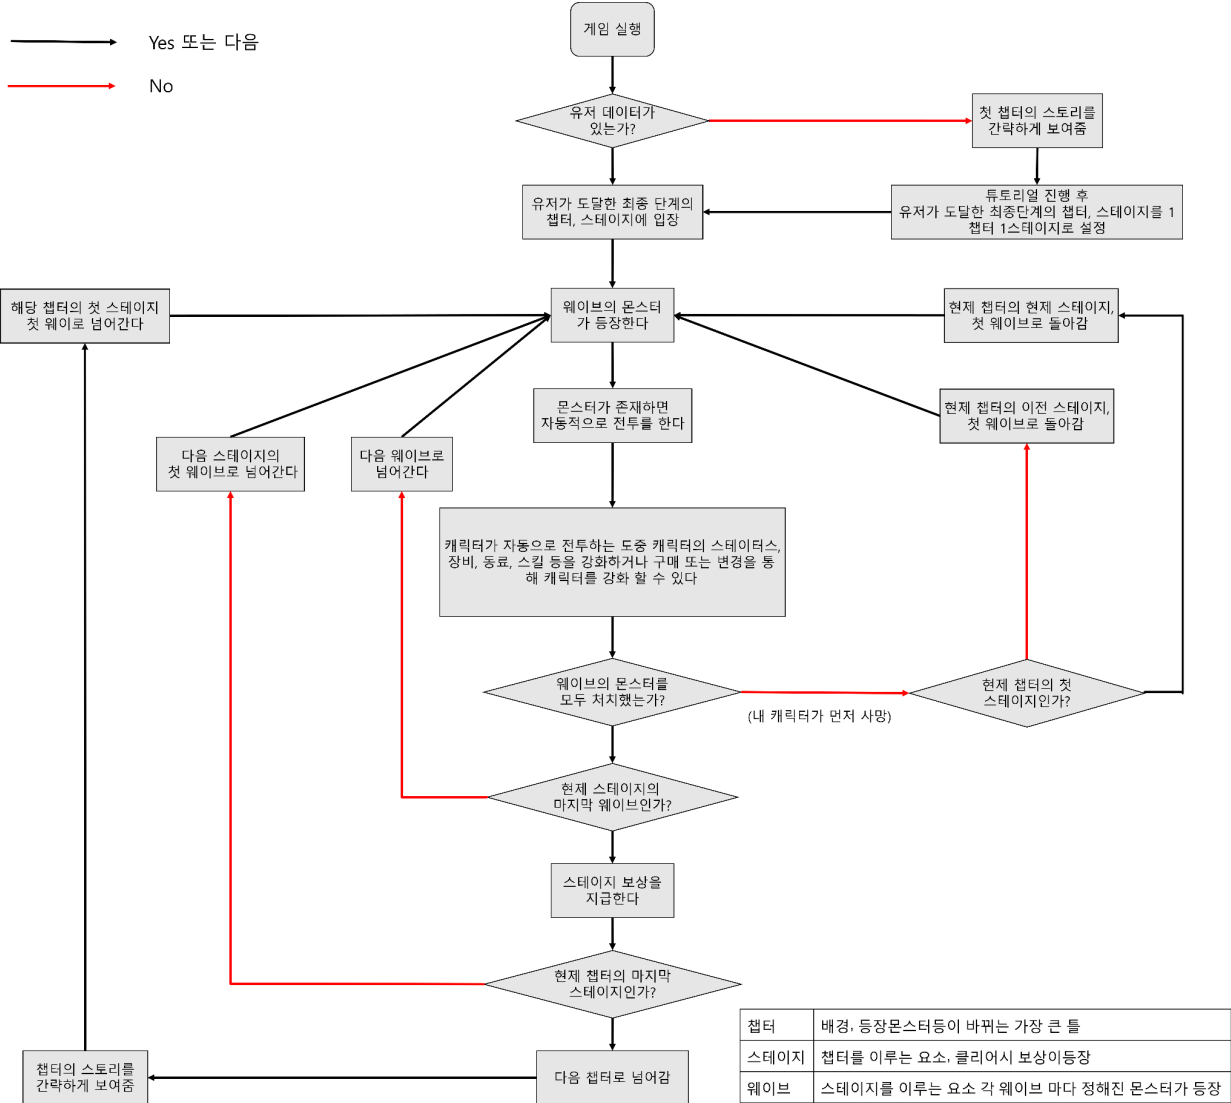 게임 실행
Yes 또는 다음
No
유저 데이터가
있는가?
첫 챕터의 스토리를
간략하게 보여줌
유저가 도달한 최종 단계의
챕터, 스테이지에 입장
튜토리얼 진행 후
유저가 도달한 최종단계의 챕터, 스테이지를 1
챕터 1스테이지로 설정
해당 챕터의 첫 스테이지
첫 웨이로 넘어간다
웨이브의 몬스터
가 등장한다
현제 챕터의 현제 스테이지,
첫 웨이브로 돌아감
몬스터가 존재하면
자동적으로 전투를 한다
현제 챕터의 이전 스테이지,
첫 웨이브로 돌아감
다음 스테이지의
첫 웨이브로 넘어간다
다음 웨이브로
넘어간다
캐릭터가 자동으로 전투하는 도중 캐릭터의 스테이터스,
장비, 동료, 스킬 등을 강화하거나 구매 또는 변경을 통
해 캐릭터를 강화 할 수 있다
웨이브의 몬스터를
모두 처치했는가?
(내 캐릭터가 먼저 사망)
현제 챕터의 첫
스테이지인가?
현제 스테이지의
마지막 웨이브인가?
스테이지 보상을
지급한다
현제 챕터의 마지막
스테이지인가?
챕터의 스토리를
간략하게 보여줌
다음 챕터로 넘어감
챕터 배경, 등장몬스터등이 바뀌는 가장 큰 틀
스테이지 챕터를 이루는 요소, 클리어시 보상이등장
웨이브 스테이지를 이루는 요소 각 웨이브 마다 정해진 몬스터가 등장